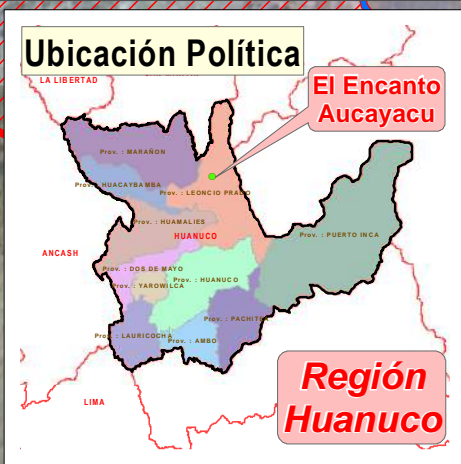 Ubicación Política
LA LIBERTAD
El Encanto
Aucayacu
Prov. : MARAÑON
Prov. : HUACAYBAMBA
Prov. : LEONCIO PRADO
Prov. : HUAMALIES
HUANUCO
Prov. : PUERTO INCA
ANCASH
Prov. : DOS DE MAYO
Prov. : HUANUCO
Prov. : YAROWILCA
Prov. : PACHITEA
Prov. : LAURICOCHA
Prov. : AMBO
Región
Huanuco
LIMA